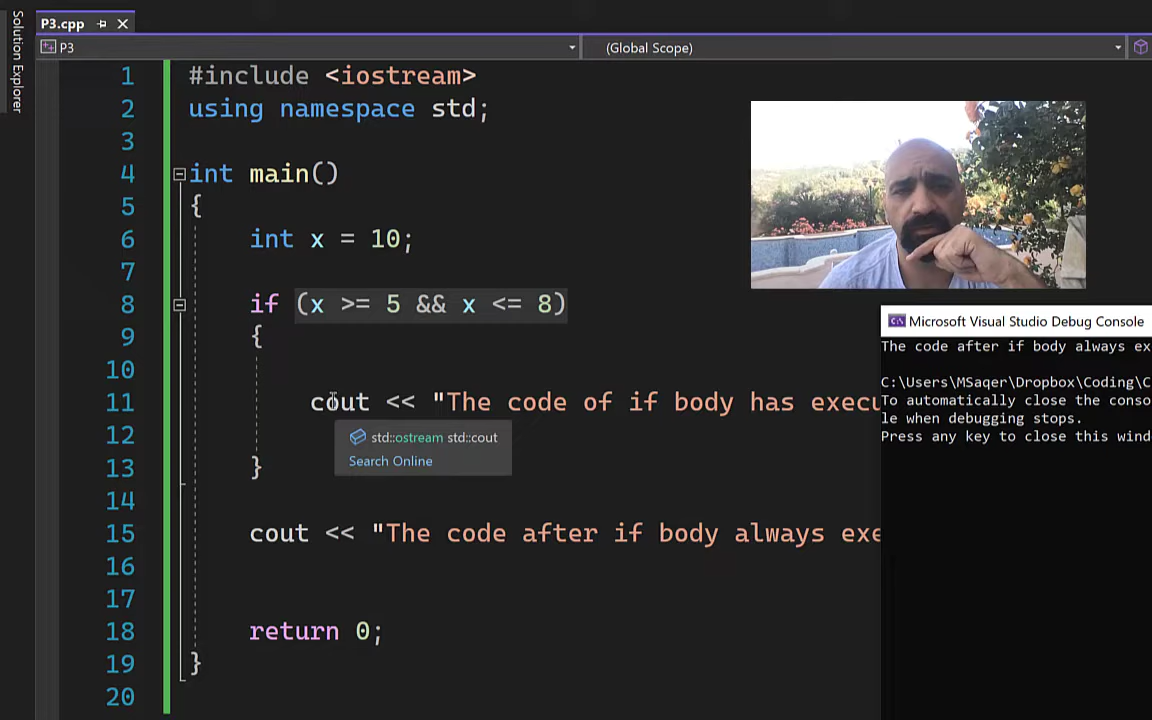 Solution Explorer
P3.cpp
P3
(Global Scope)
1 #include <iostream>
2 using namespace std;
3
4 int main()
5 {
6 int x = 10;
7
8 if (x >= 5 && x <= 8)
9 {
10
11 cout << "The code of if body has execu
12
std::ostream std::cout
Search Online
13 }
14
15 cout << "The code after if body always exe
16
17
18 return 0;
19 }
20
Microsoft Visual Studio Debug Console
The code after if body always ex
C:\Users\MSaqer\Dropbox\Coding\C
To automatically close the conso
le when debugging stops.
Press any key to close this wind